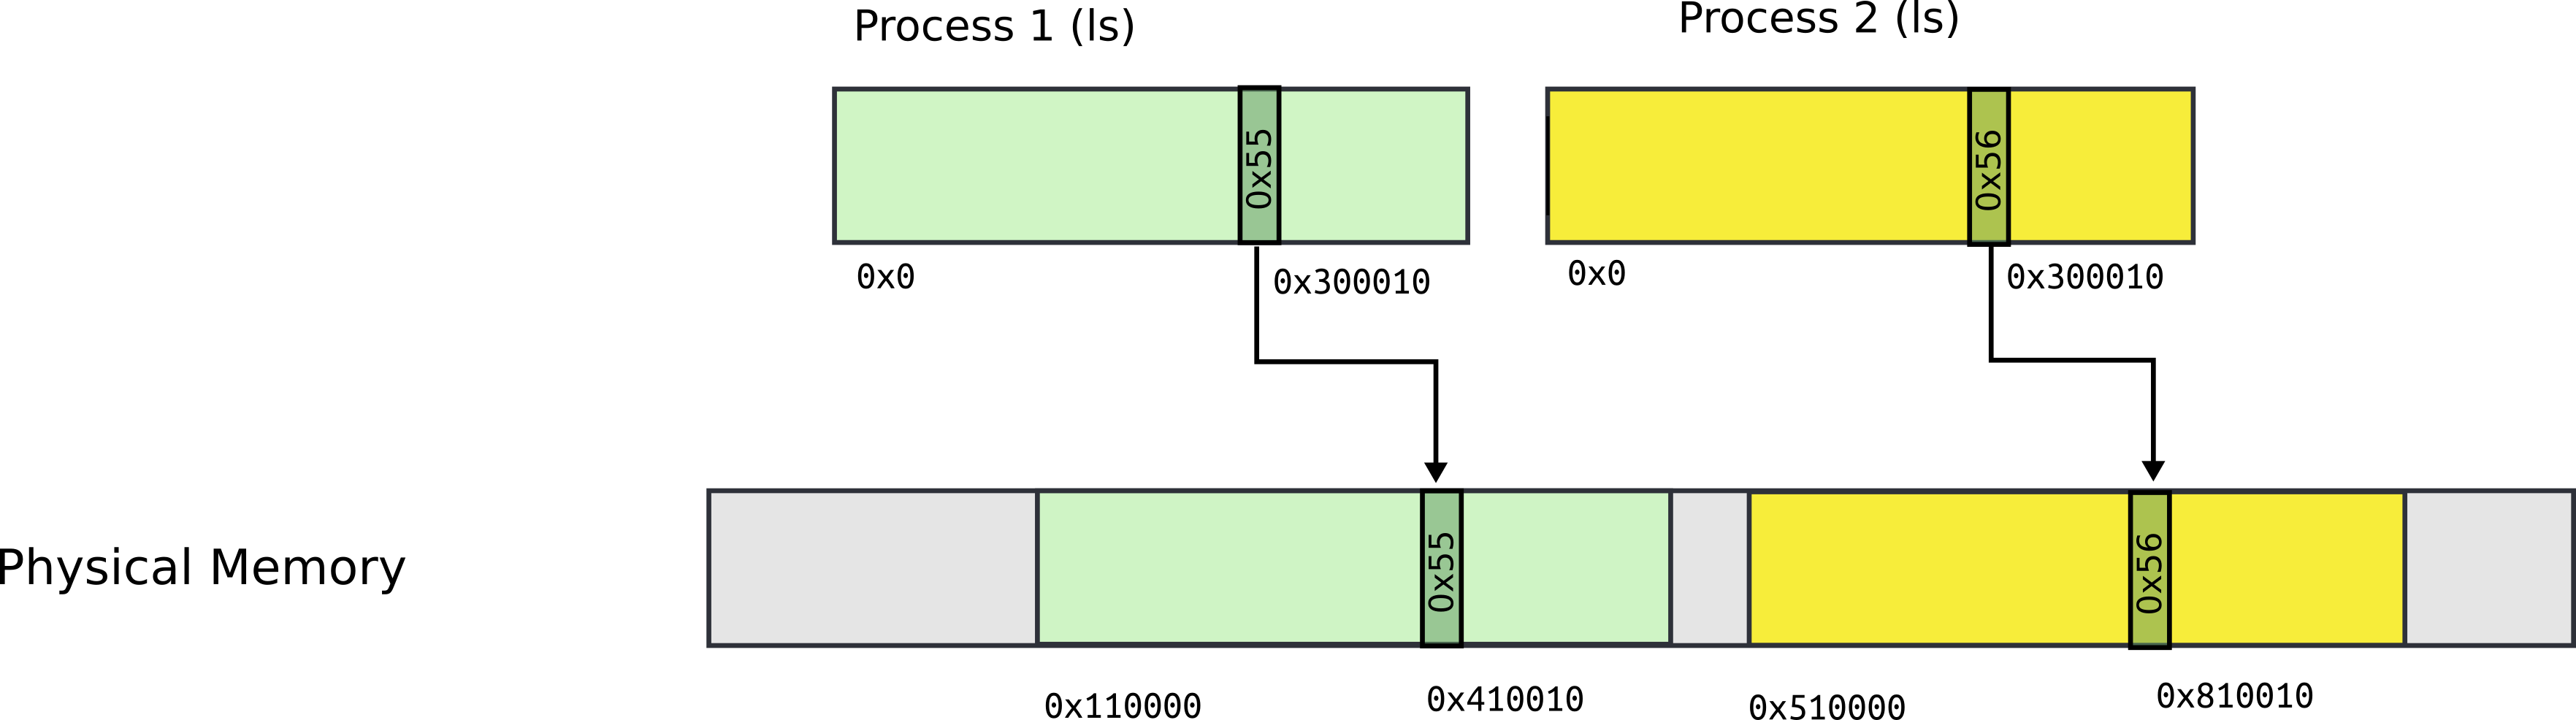 Process 1 (ls)
Process 2 (ls)
0x55
0x56
0x0
0x300010
0x0
0x300010
Physical Memory
0x55
0x56
0x110000
0x410010
0x510000
0x810010